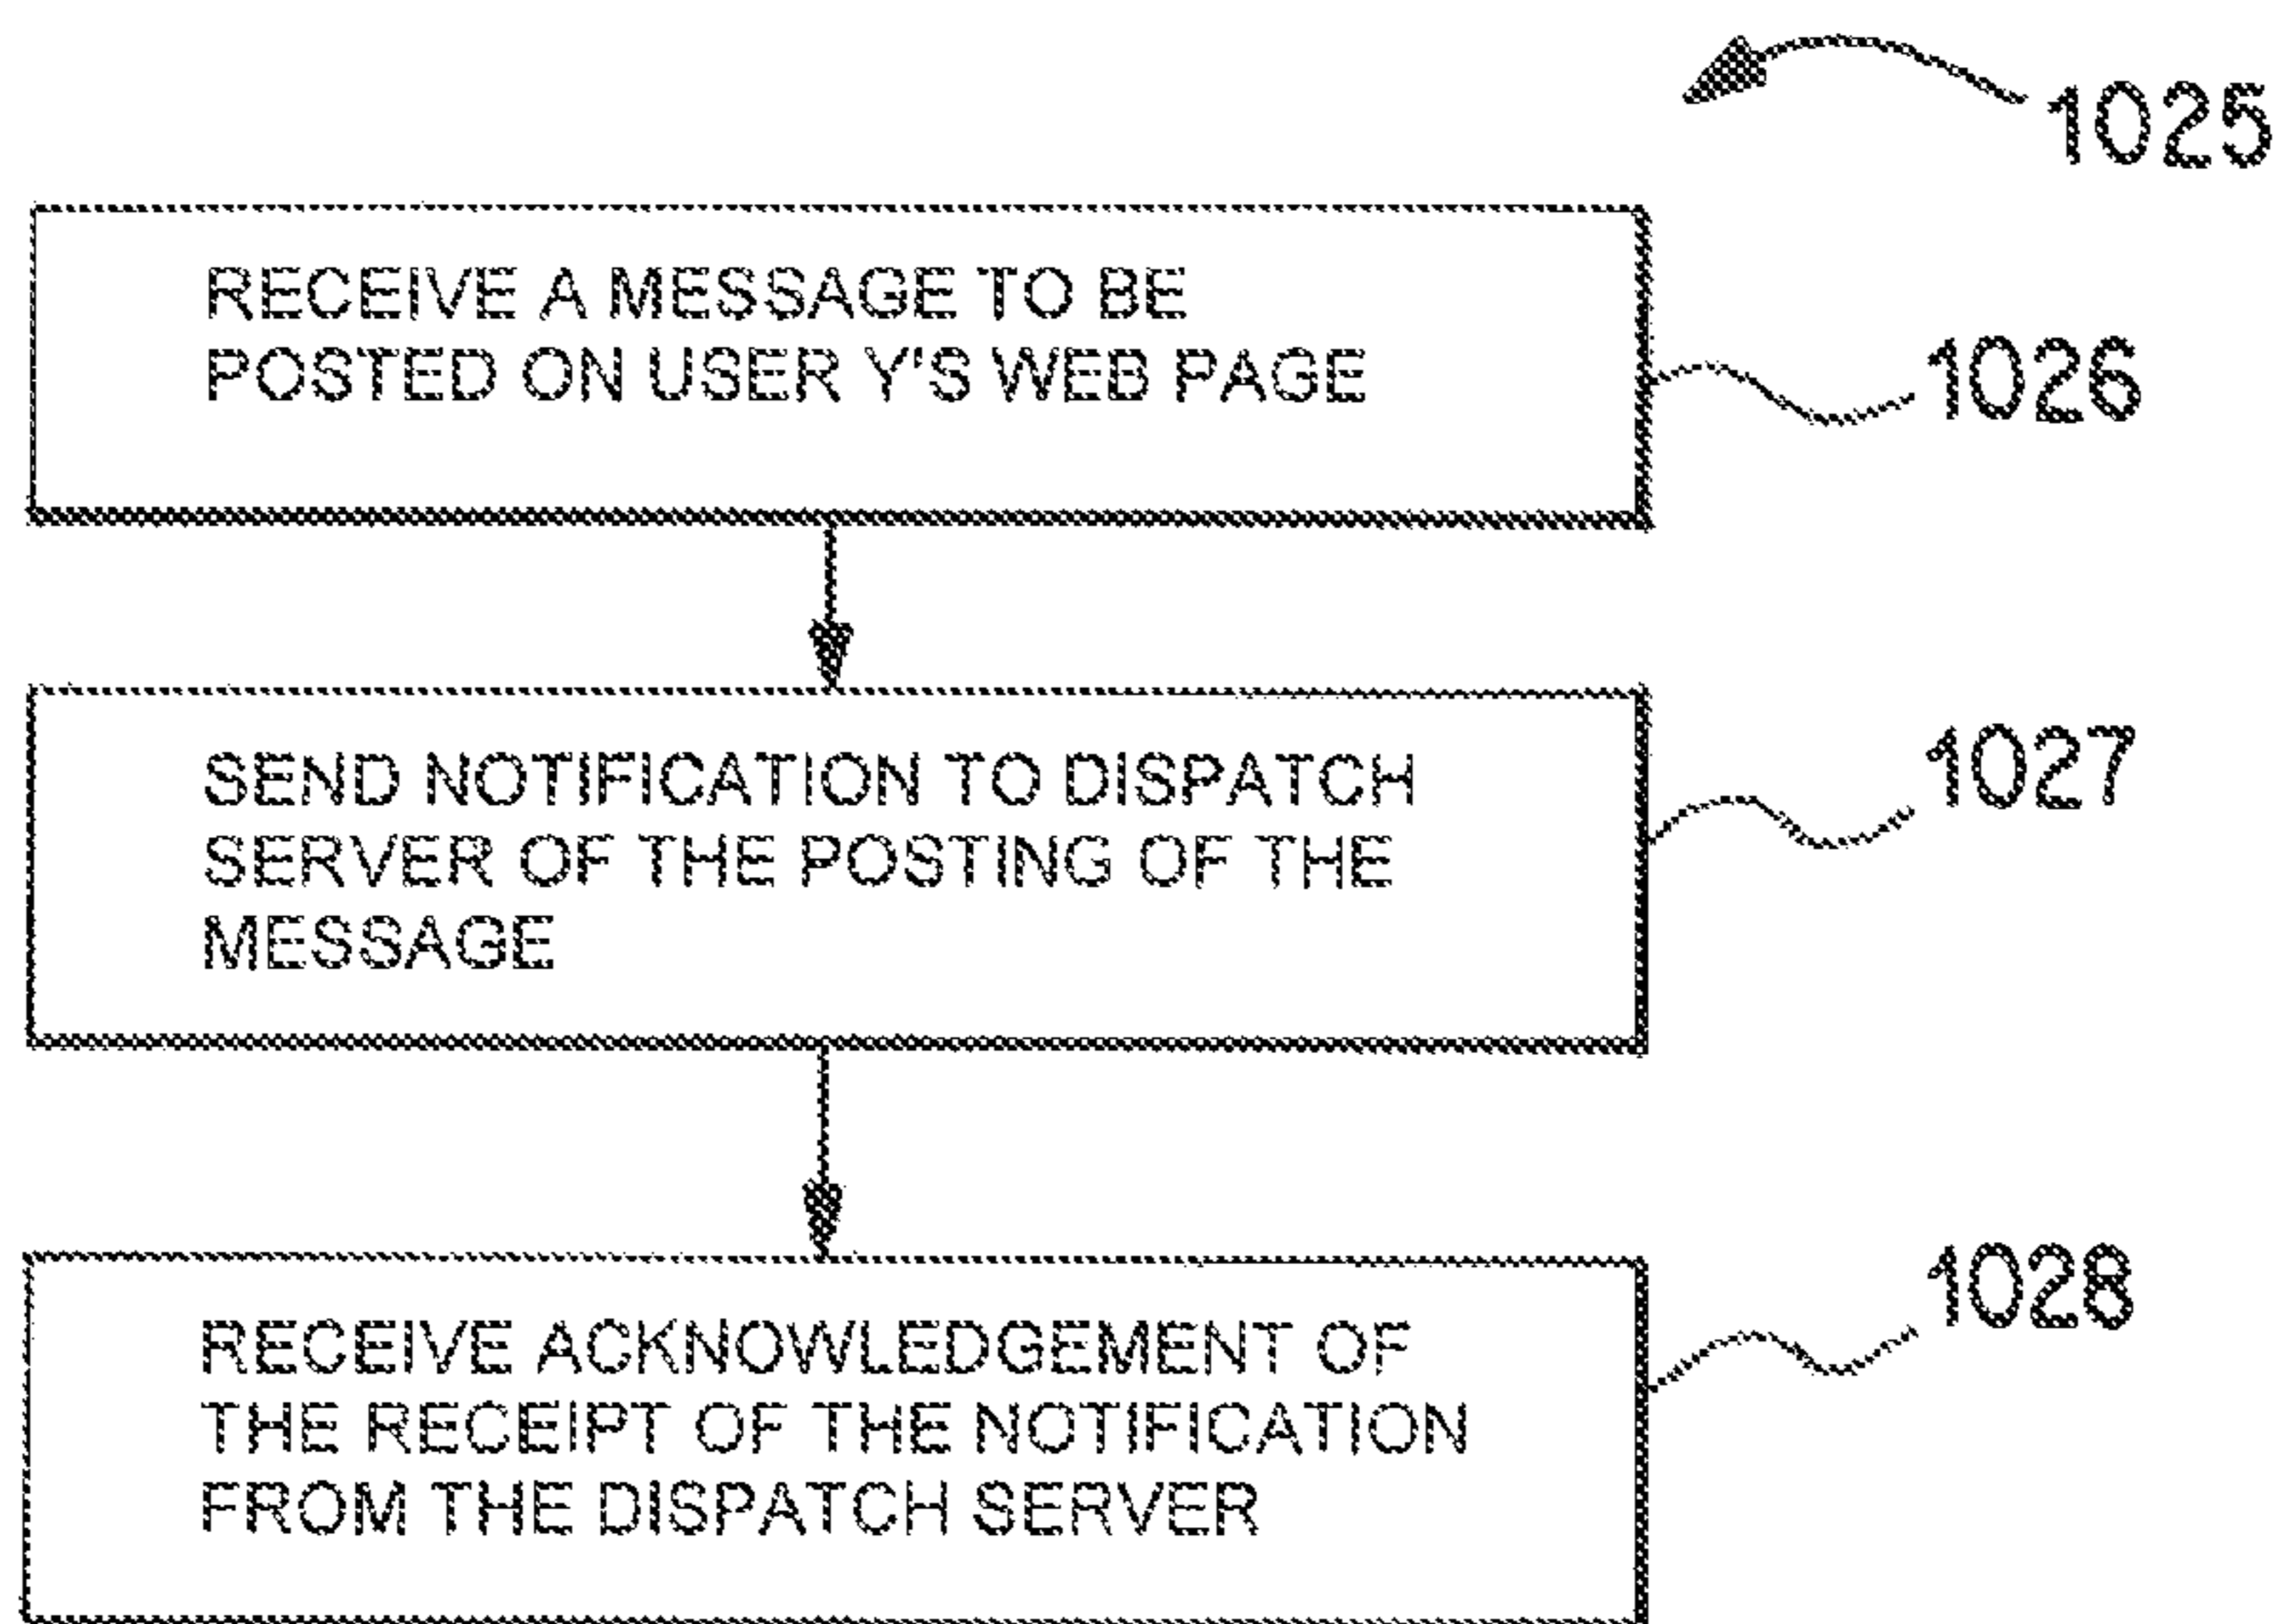 1025
RECEIVE A MESSAGE TO BE
POSTED ON USER Y'S WEB PAGE
1026
SEND NOTIFICATION TO DISPATCH
SERVER OF THE POSTING OF THE
MESSAGE
1027
RECEIVE ACKNOWLEDGEMENT OF
THE RECEIPT OF THE NOTIFICATION
FROM THE DISPATCH SERVER
1028